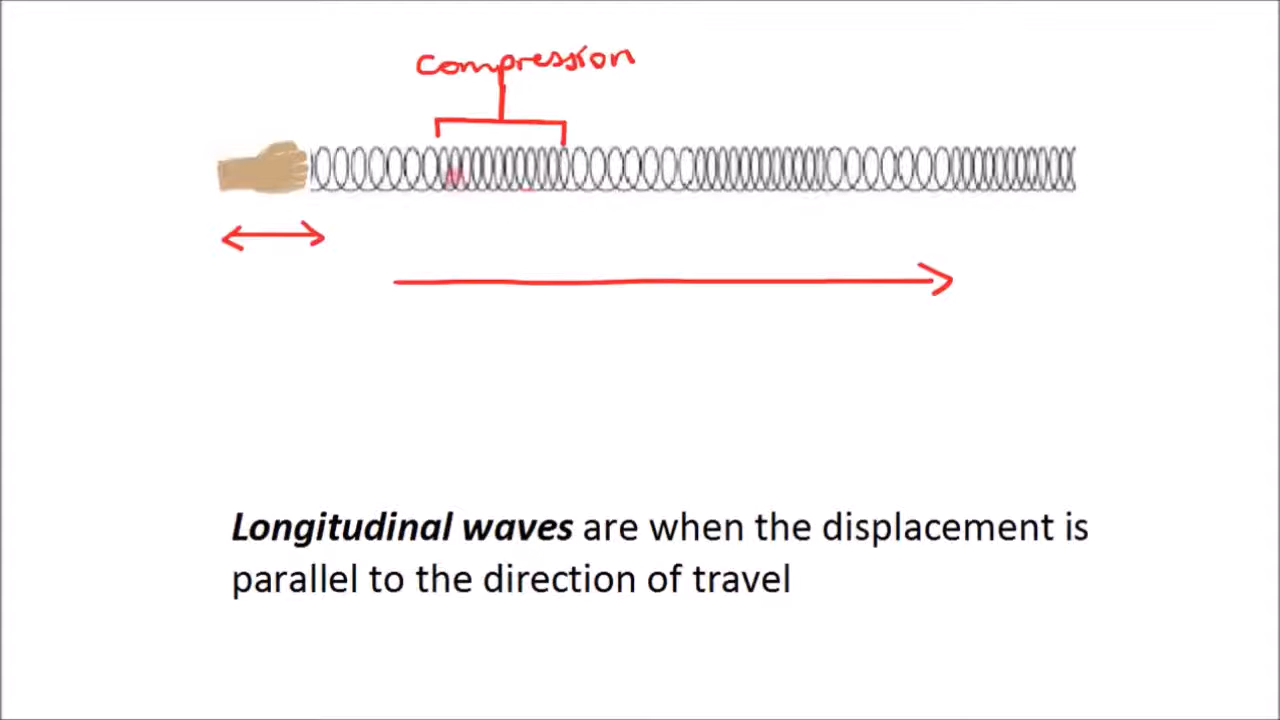 compression
Longitudinal waves are when the displacement is
parallel to the direction of travel